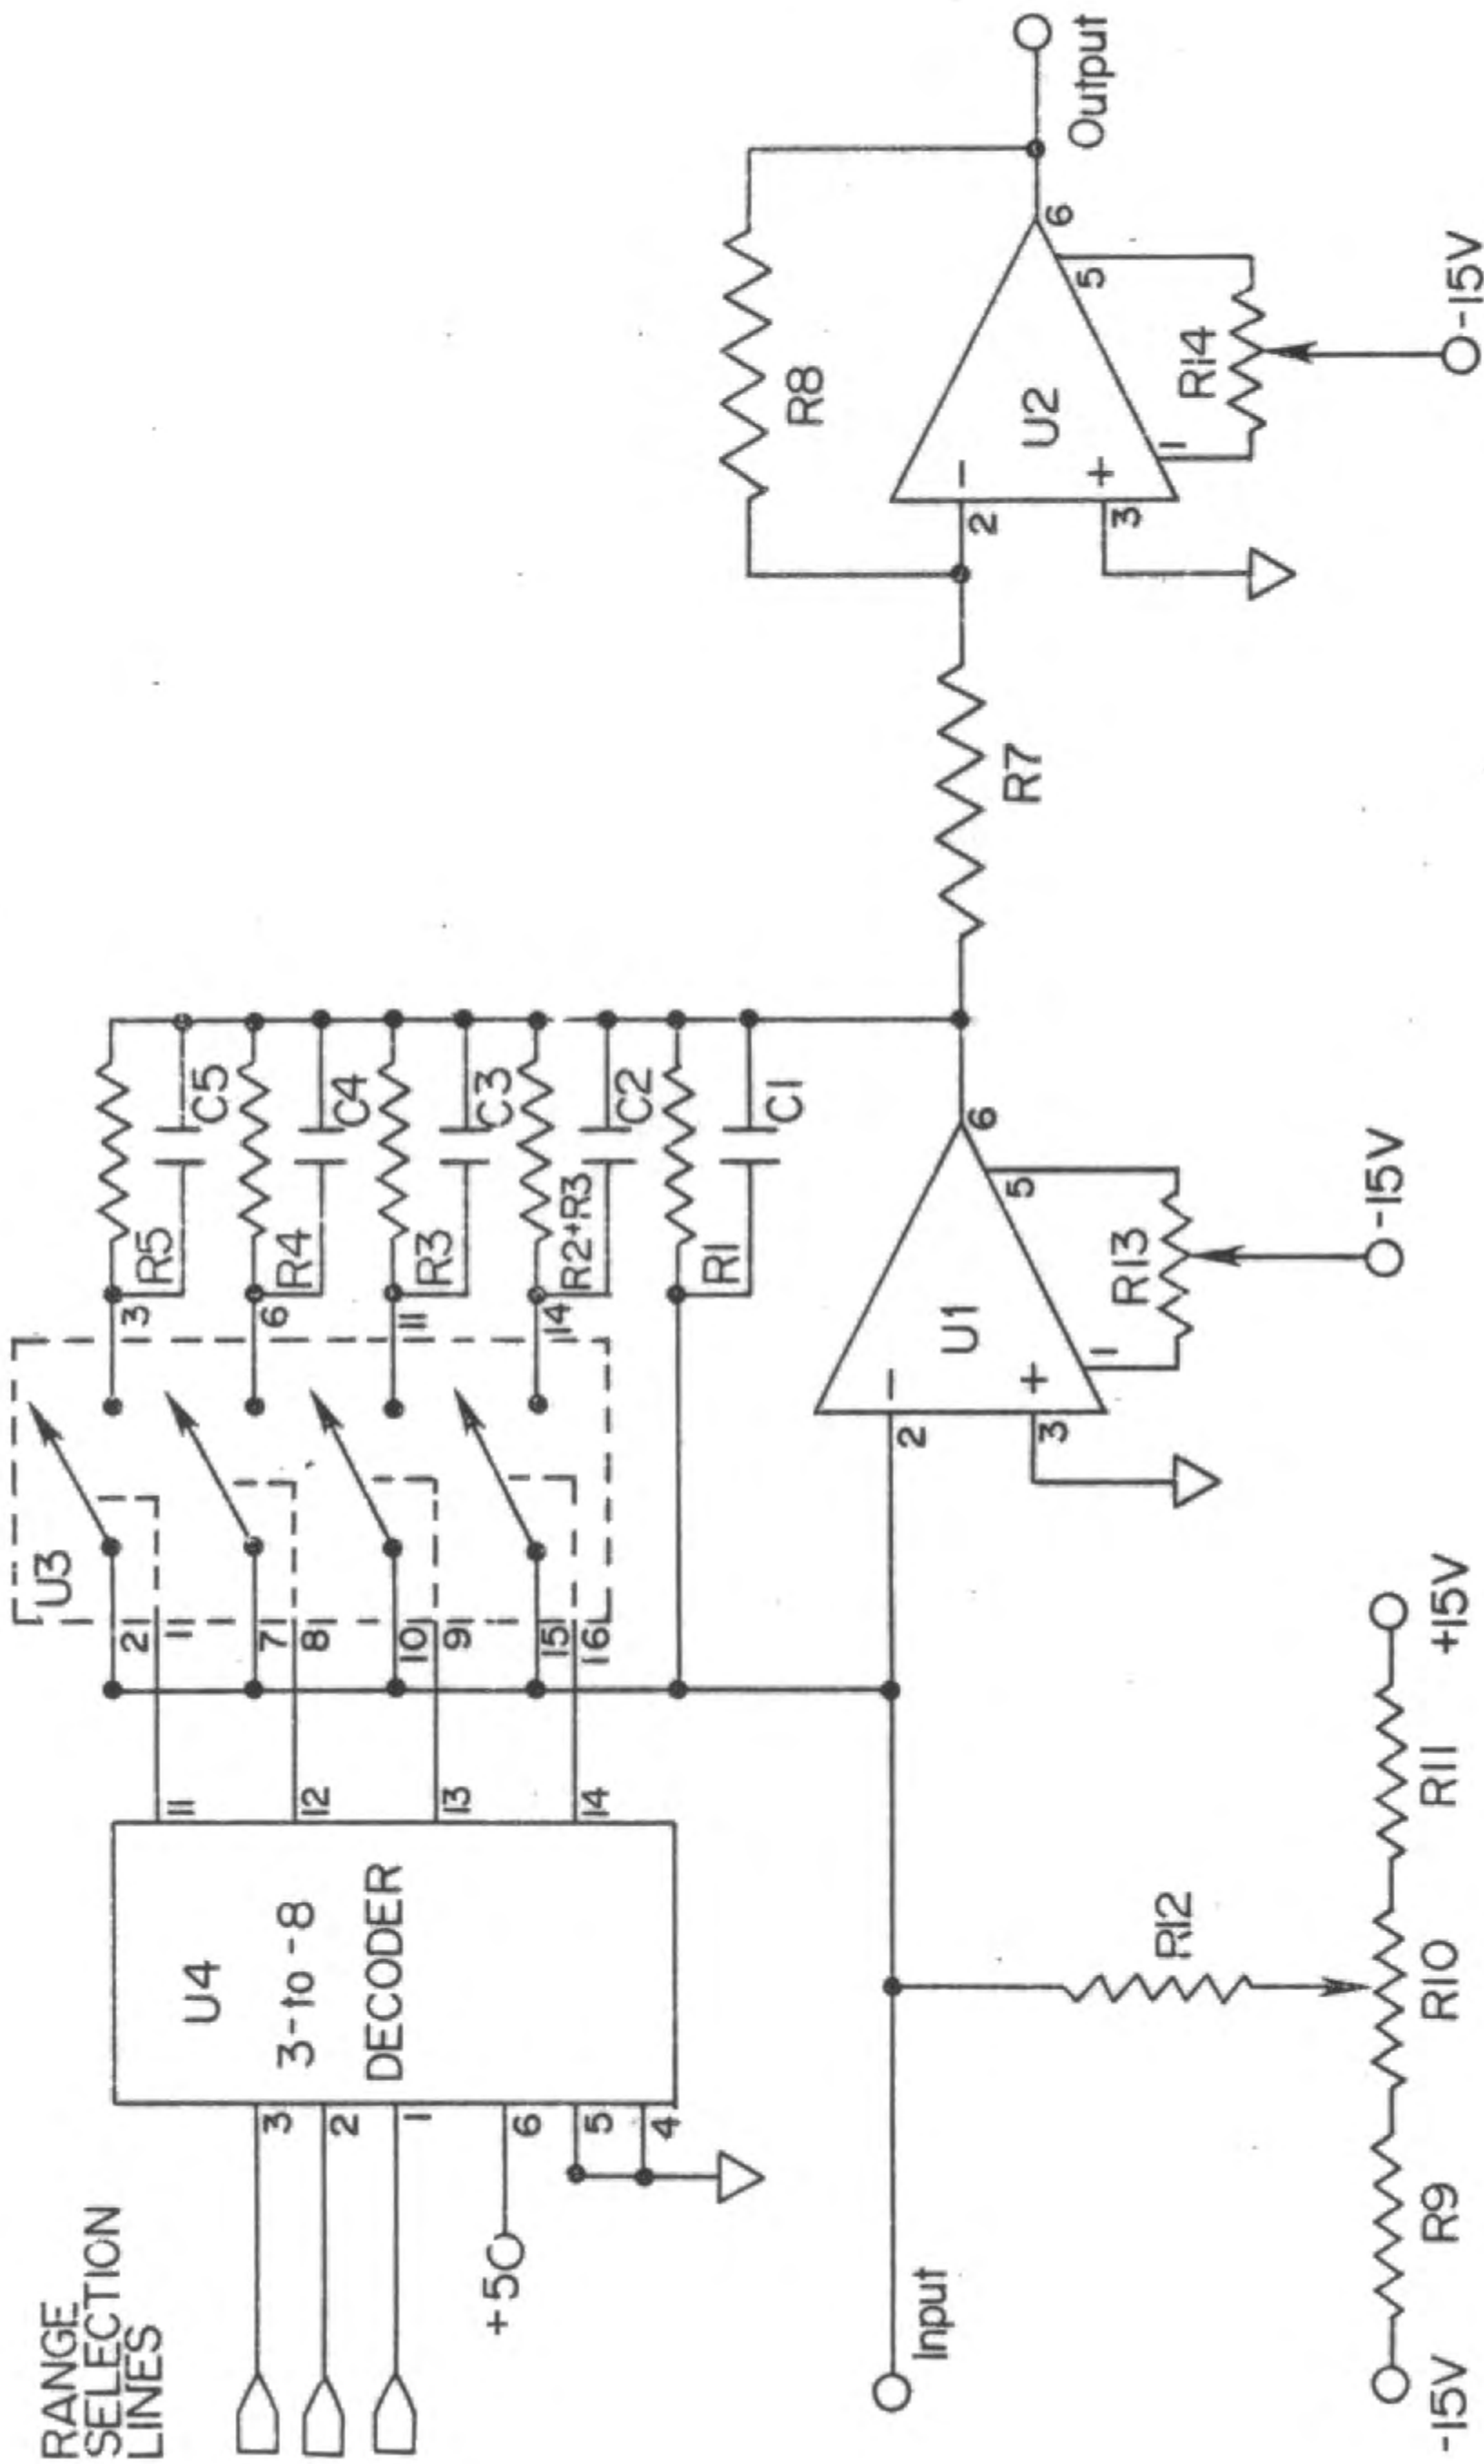 RANGE
SELECTION
LINES
3
2
1
+5
6
5
4
U4
3-to-8
DECODER
11
12
13
14
U3
2
1
7
8
10
9
15
16
3
6
11
14
R5
C5
R4
C4
R3
C3
R2+R3
C2
R1
C1
Input
2
3
-
+
U1
6
5
1
R13
-15V
R7
R8
2
3
-
+
U2
6
5
1
R14
-15V
Output
R12
-15V
R9
R10
R11
+15V